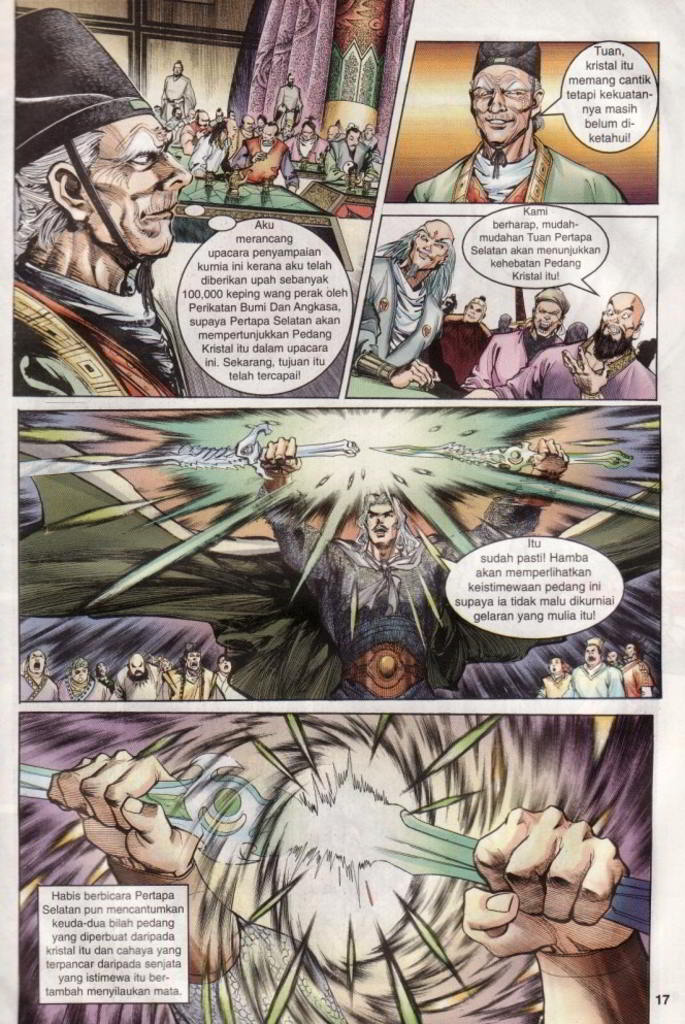 Aku
merancang
upacara penyampaian
kurnia ini kerana aku telah
diberikan upah sebanyak
100,000 keping wang perak oleh
Perikatan Bumi Dan Angkasa,
supaya Pertapa Selatan akan
mempertunjukkan Pedang
Kristal itu dalam upacara
ini. Sekarang, tujuan itu
telah tercapai!
Tuan,
kristal itu
memang cantik
tetapi kekuatan-
nya masih
belum di-
ketahui!
Kami
berharap, mudah-
mudahan Tuan Pertapa
Selatan akan menunjukkan
kehebatan Pedang
Kristal itu!
Itu
sudah pasti! Hamba
akan memperlihatkan
keistimewaan pedang ini
supaya ia tidak malu dikurniai
gelaran yang mulia itu!
Habis berbicara Pertapa
Selatan pun mencantumkan
keuda-dua bilah pedang
yang diperbuat daripada
kristal itu dan cahaya yang
terpancar daripada senjata
yang istimewa itu ber-
tambah menyilaukan mata.
17